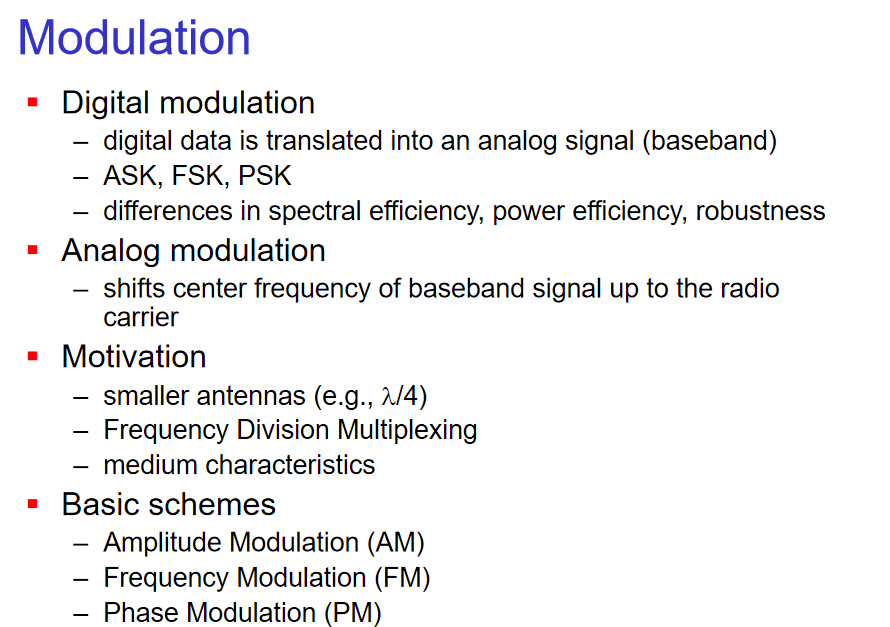 Modulation
▪ Digital modulation
– digital data is translated into an analog signal (baseband)
– ASK, FSK, PSK
– differences in spectral efficiency, power efficiency, robustness
▪ Analog modulation
– shifts center frequency of baseband signal up to the radio
carrier
▪ Motivation
– smaller antennas (e.g., λ/4)
– Frequency Division Multiplexing
– medium characteristics
▪ Basic schemes
– Amplitude Modulation (AM)
– Frequency Modulation (FM)
– Phase Modulation (PM)